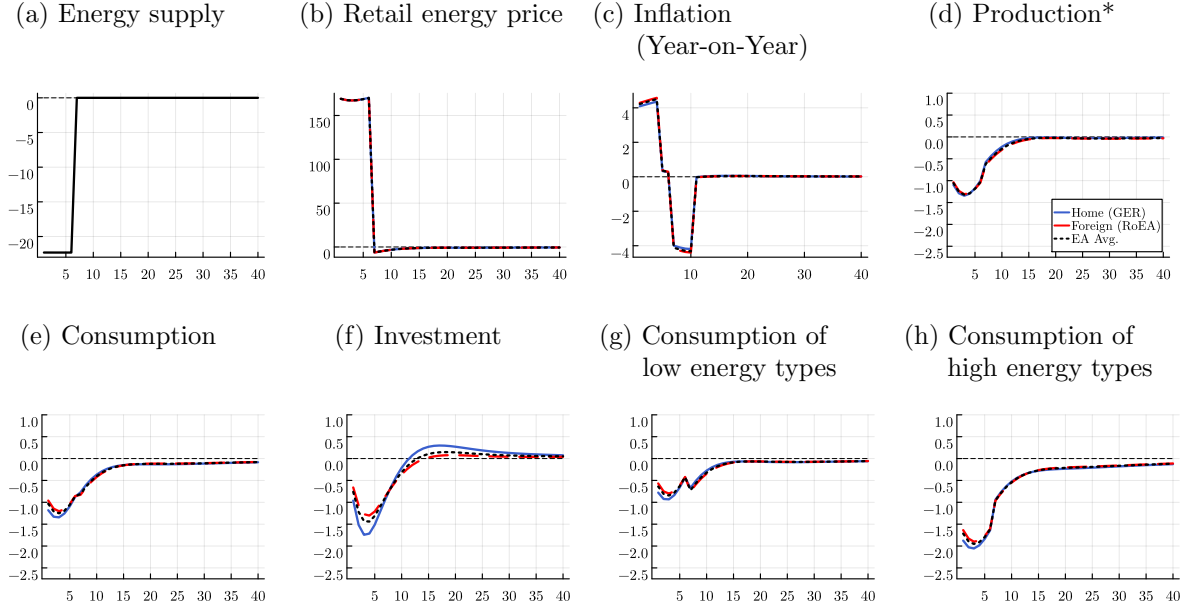 (a) Energy supply
(b) Retail energy price
(c) Inflation
(Year-on-Year)
(d) Production*
0
−5
−10
−15
−20
5 10 15 20 25 30 35 40
150
100
50
0
5 10 15 20 25 30 35 40
4
2
0
−2
−4
10 20 30 40
1.0
0.5
0.0
−0.5
−1.0
−1.5
−2.0
−2.5
Home (GER)
Foreign (RoEA)
EA Avg.
5 10 15 20 25 30 35 40
(e) Consumption
(f) Investment
(g) Consumption of
low energy types
(h) Consumption of
high energy types
1.0
0.5
0.0
−0.5
−1.0
−1.5
−2.0
−2.5
5 10 15 20 25 30 35 40
1.0
0.5
0.0
−0.5
−1.0
−1.5
−2.0
−2.5
5 10 15 20 25 30 35 40
1.0
0.5
0.0
−0.5
−1.0
−1.5
−2.0
−2.5
5 10 15 20 25 30 35 40
1.0
0.5
0.0
−0.5
−1.0
−1.5
−2.0
−2.5
5 10 15 20 25 30 35 40